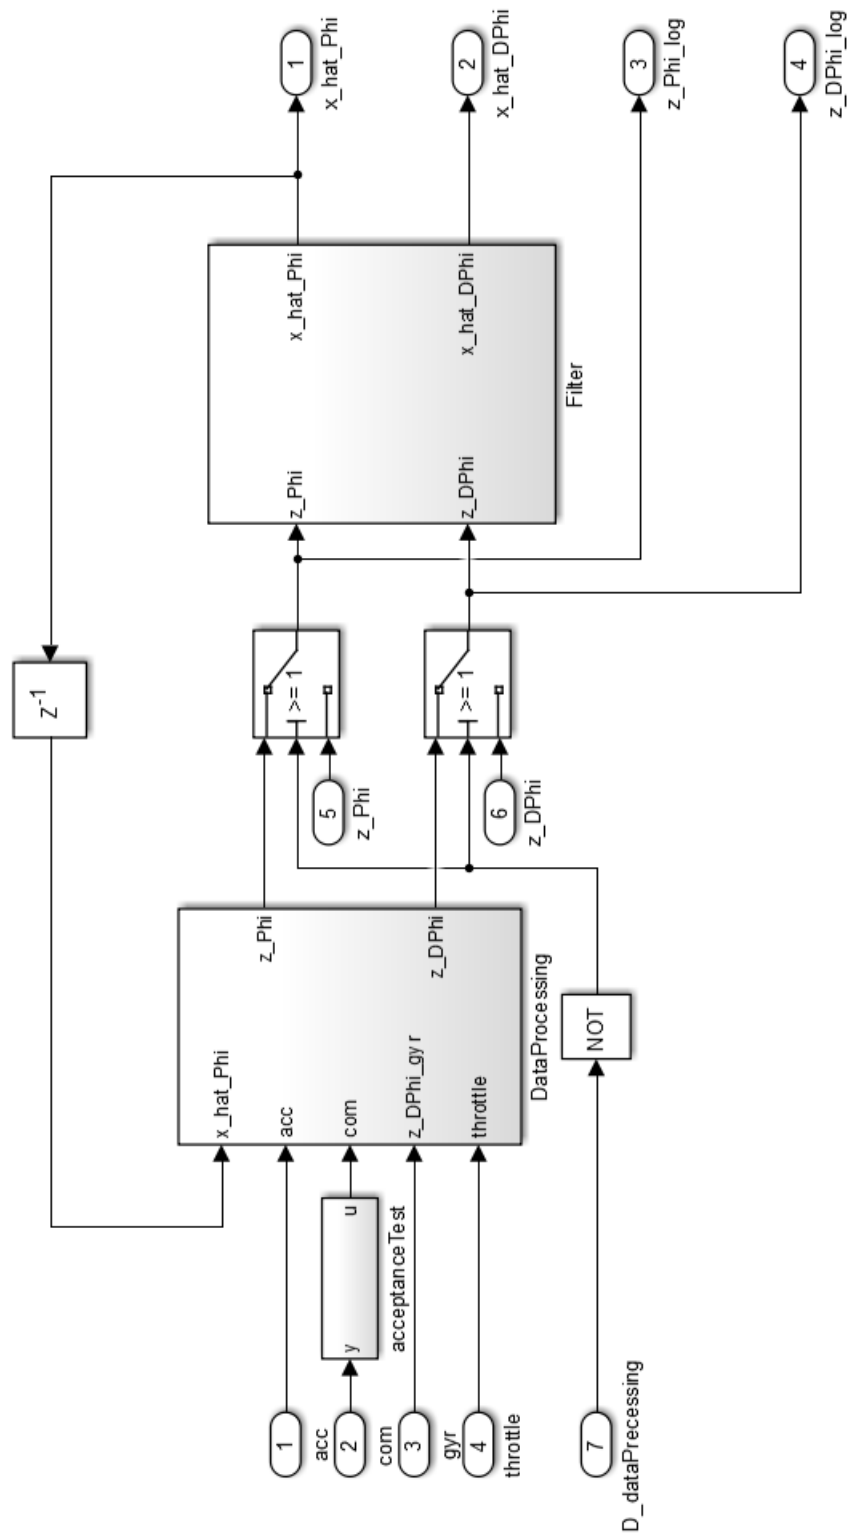 Z-1
x_hat_Phi
acc
com
z_DPhi_gyr
throttle
z_Phi
z_DPhi
DataProcessing
1
acc
2
com
3
gyr
4
throttle
y
u
acceptanceTest
7
D_dataPrecessing
NOT
>= 1
5
z_Phi
>= 1
6
z_DPhi
z_Phi
z_DPhi
x_hat_Phi
x_hat_DPhi
Filter
1
x_hat_Phi
2
x_hat_DPhi
3
z_Phi_log
4
z_DPhi_log